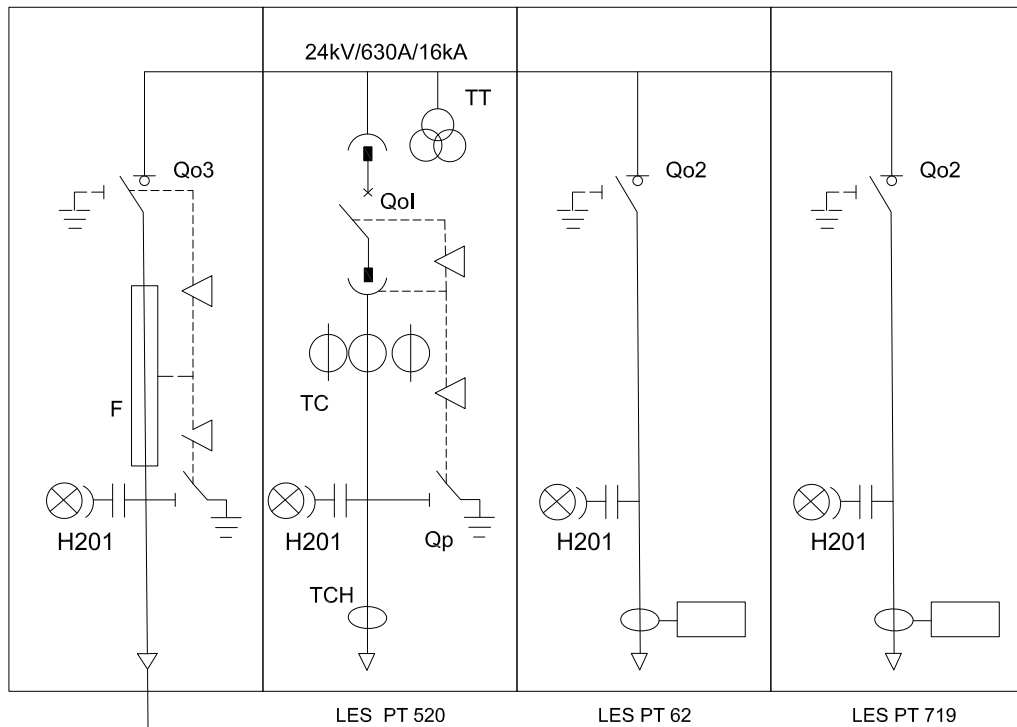 24kV/630A/16kA
TT
Qo3
QoI
Qo2
Qo2
F
TC
H201
H201
Qp
H201
H201
TCH
LES PT 520
LES PT 62
LES PT 719